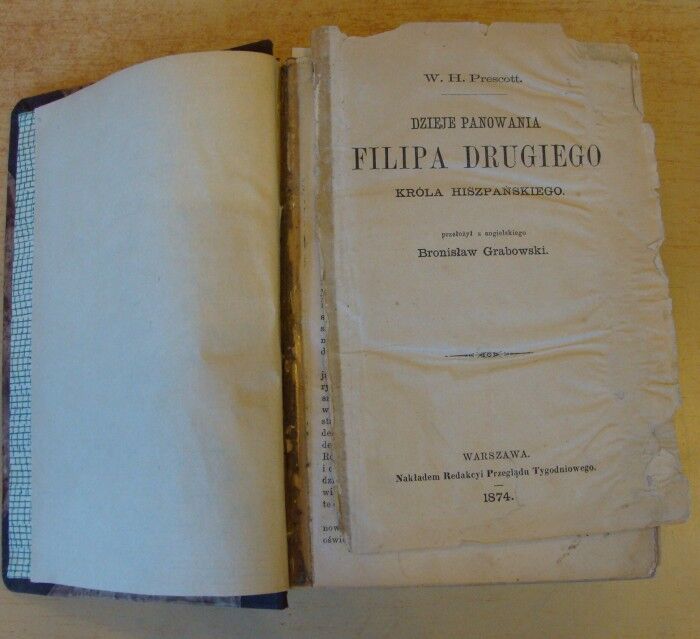 W. H. Prescott.
DZIEJE PANOWANIA
FILIPA DRUGIEGO
KRÓLA HISZPAŃSKIEGO.
przełożył z angielskiego
Bronisław Grabowski.
WARSZAWA.
Nakładem Redakcyi Przeglądu Tygodniowego.
1874.